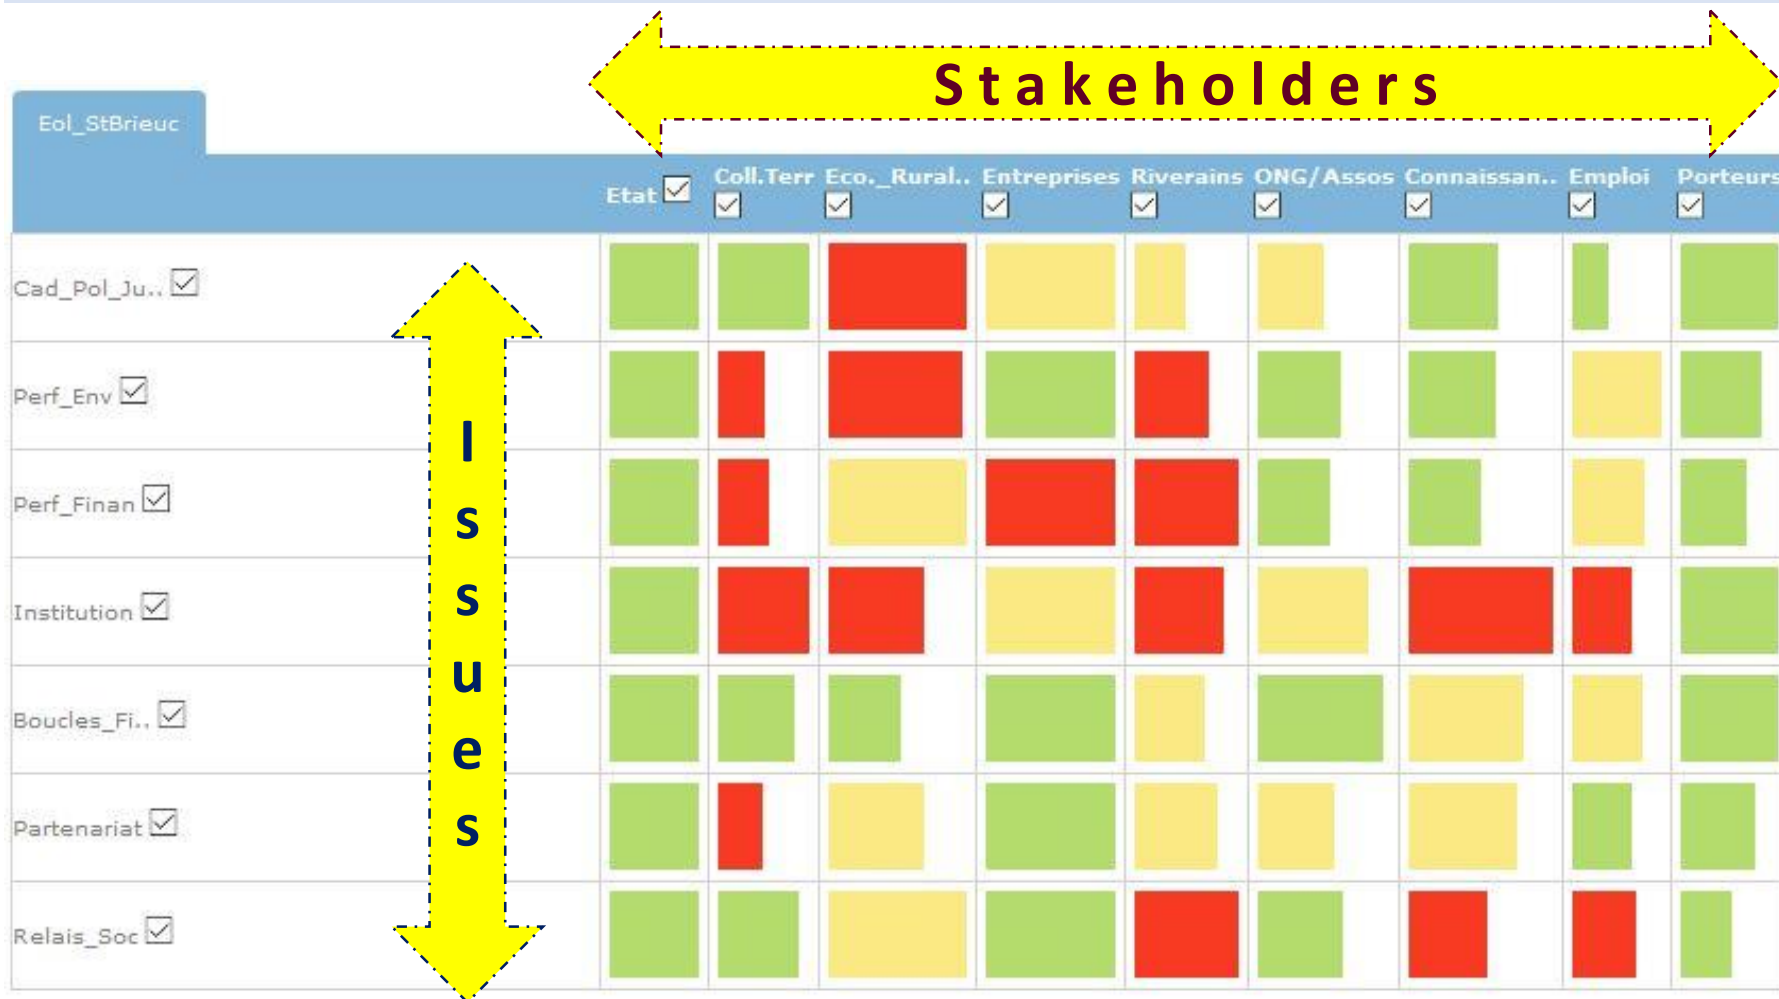 Stakeholders
Eol_StBrieuc
Etat Coll.Terr Eco._Rural.. Entreprises Riverains ONG/Assos Connaissan.. Emploi Porteurs
Cad_Pol_Ju..
Perf_Env
Perf_Finan
Institution
Boucles_Fi..
Partenariat
Relais_Soc
Issues